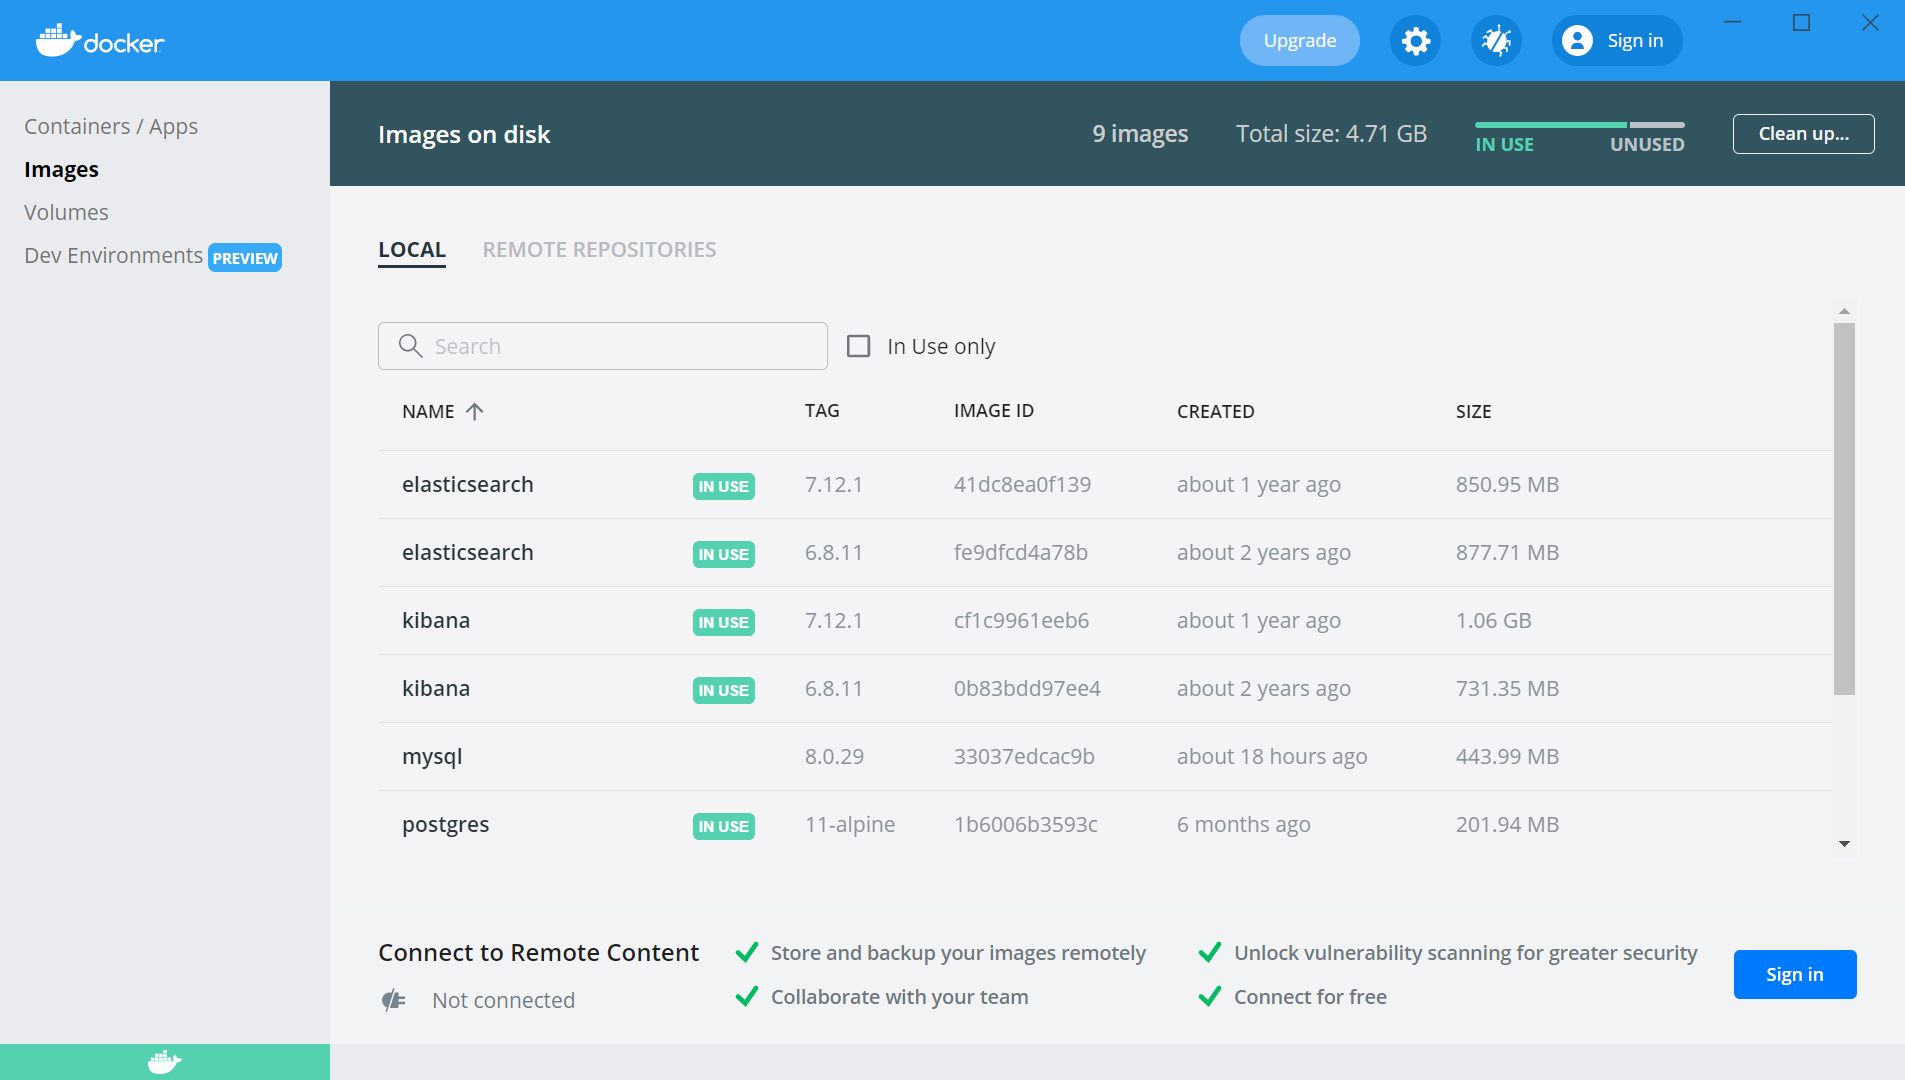 docker
Upgrade
Sign in
Containers / Apps
Images
Volumes
Dev Environments PREVIEW
Images on disk
9 images
Total size: 4.71 GB
IN USE
UNUSED
Clean up...
LOCAL
REMOTE REPOSITORIES
Search
In Use only
NAME TAG IMAGE ID CREATED SIZE
elasticsearch IN USE 7.12.1 41dc8ea0f139 about 1 year ago 850.95 MB
elasticsearch IN USE 6.8.11 fe9dfcd4a78b about 2 years ago 877.71 MB
kibana IN USE 7.12.1 cf1c9961eeb6 about 1 year ago 1.06 GB
kibana IN USE 6.8.11 0b83bdd97ee4 about 2 years ago 731.35 MB
mysql 8.0.29 33037edcac9b about 18 hours ago 443.99 MB
postgres IN USE 11-alpine 1b6006b3593c 6 months ago 201.94 MB
Connect to Remote Content
Not connected
Store and backup your images remotely
Collaborate with your team
Unlock vulnerability scanning for greater security
Connect for free
Sign in